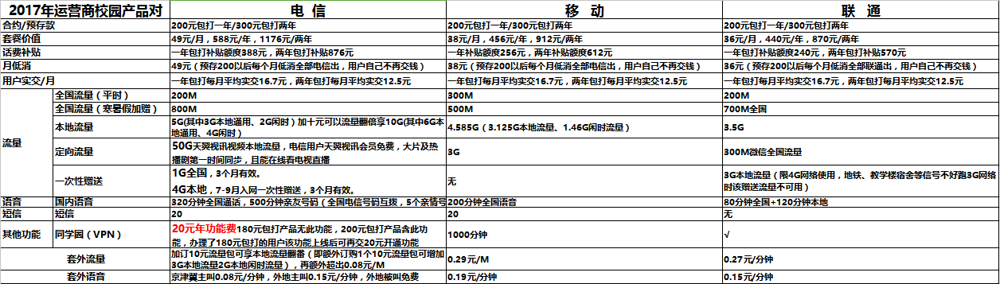 2017年运营商校园产品对 电 信 移 动 联 通
合约/预存款 200元包打一年/300元包打两年 200元包打一年/300元包打两年 200元包打一年/300元包打两年
套餐价值 49元/月，588元/年，1176元/两年 38元/月，456元/年，912元/两年 36元/月，440元/年，870元/两年
话费补贴 一年包打补贴额度388元，两年包打补贴876元 一年补贴额度256元，两年补贴额度612元 一年包打补贴额度240元，两年包打补贴570元
月低消 49元（预存200以后每个月低消全部电信出，用户自己不再交钱） 38元（预存200以后每个月低消全部电信出，用户自己不再交钱） 36元（预存200以后每个月低消全部联通出，用户自己不再交钱）
用户实交/月 一年包打每月平均实交16.7元，两年包打每月平均实交12.5元 一年包打每月平均实交16.7元，两年包打每月平均实交12.5元 一年包打每月平均实交16.7元，两年包打每月平均实交12.5元
流量 全国流量（平时） 200M 300M 200M
全国流量（寒暑假加赠） 800M 500M 700M全国
本地流量 5G(其中3G本地通用、2G闲时）加十元可以流量翻倍享10G(其中6G本
地通用、4G闲时） 4.585G（3.125G本地流量、1.46G闲时流量） 3.5G
定向流量 50G天翼视讯视频本地流量，电信用户天翼视讯会员免费，大片及热
播剧第一时间同步，且能在线看电视直播 3G 300M微信全国流量
一次性赠送 1G全国，3个月有效。
4G本地，7-9月入网一次性赠送，3个月有效。 无 3G本地流量（限4G网络使用，地铁、教学楼宿舍等信号不好跑3G网络
时该赠送流量不可用）
语音 国内语音 320分钟全国通话，500分钟亲友号码（全国电信号码互拨，5个亲情号 200分钟全国语音 80分钟全国+120分钟本地
短信 短信 20 20 无
其他功能 同学圈（VPN） 20元年功能费180元包打产品无此功能，200元包打产品含此功
能，办理了180元包打的用户该功能上线后可再交20元开通功能 1000分钟 √
套外流量 加订10元流量包可享本地流量翻番（即额外订购1个10元流量包可增加
3G本地流量2G本地闲时流量），再额外超出0.08元/M 0.29元/M 0.27元/分钟
套外语音 京津冀主叫0.08元/分钟，外地主叫0.15元/分钟，外地被叫免费 0.19元/分钟 0.15元/分钟